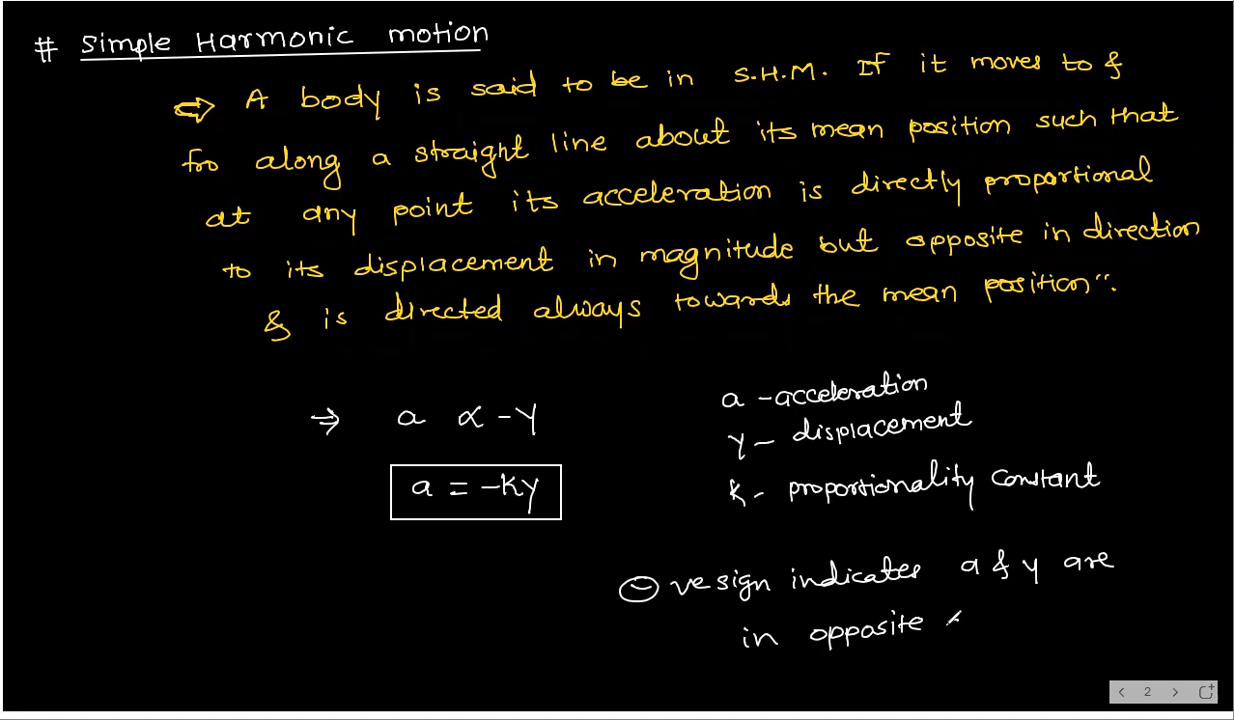 # Simple Harmonic motion
⇨ A body is said to be in S.H.M. If it moves to &
fro along a straight line about its mean position such that
at any point its acceleration is directly proportional
to its displacement in magnitude but opposite in direction
& is directed always towards the mean position".
⇒ a ∝ -Y
a = -Ky
a - acceleration
Y - displacement
K - proportionality constant
⊖ ve sign indicates a & y are
in opposite
2